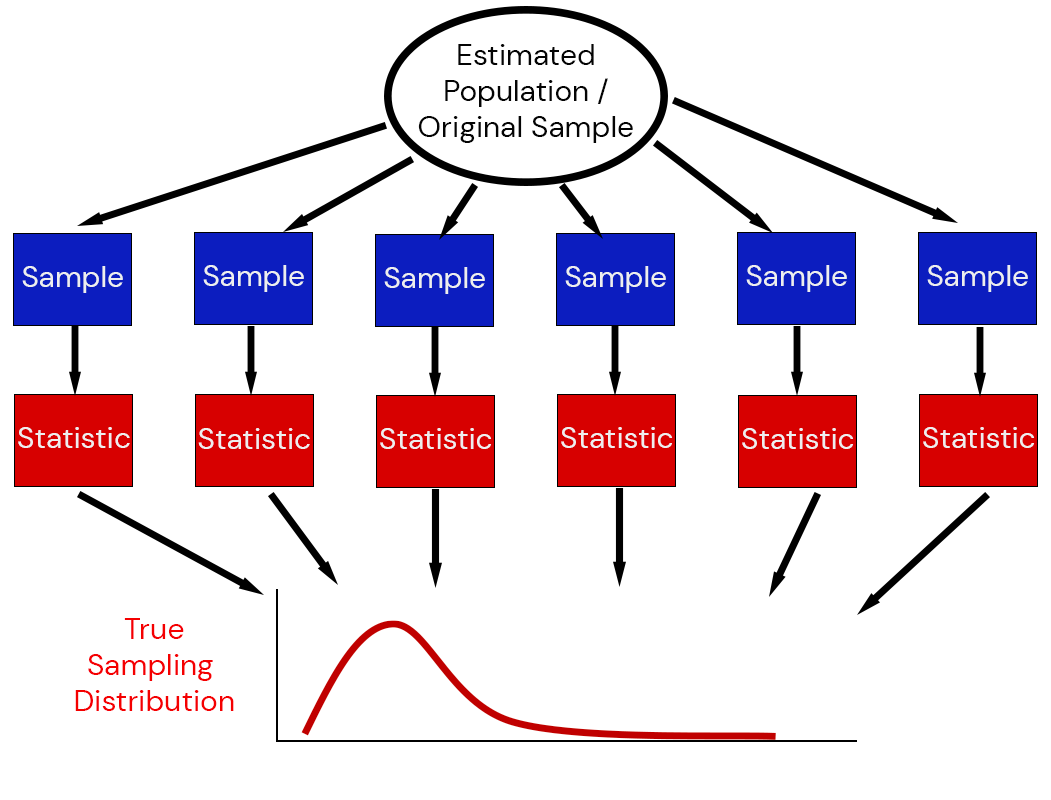 Estimated
Population /
Original Sample
Sample Sample Sample Sample Sample Sample
Statistic Statistic Statistic Statistic Statistic Statistic
True
Sampling
Distribution